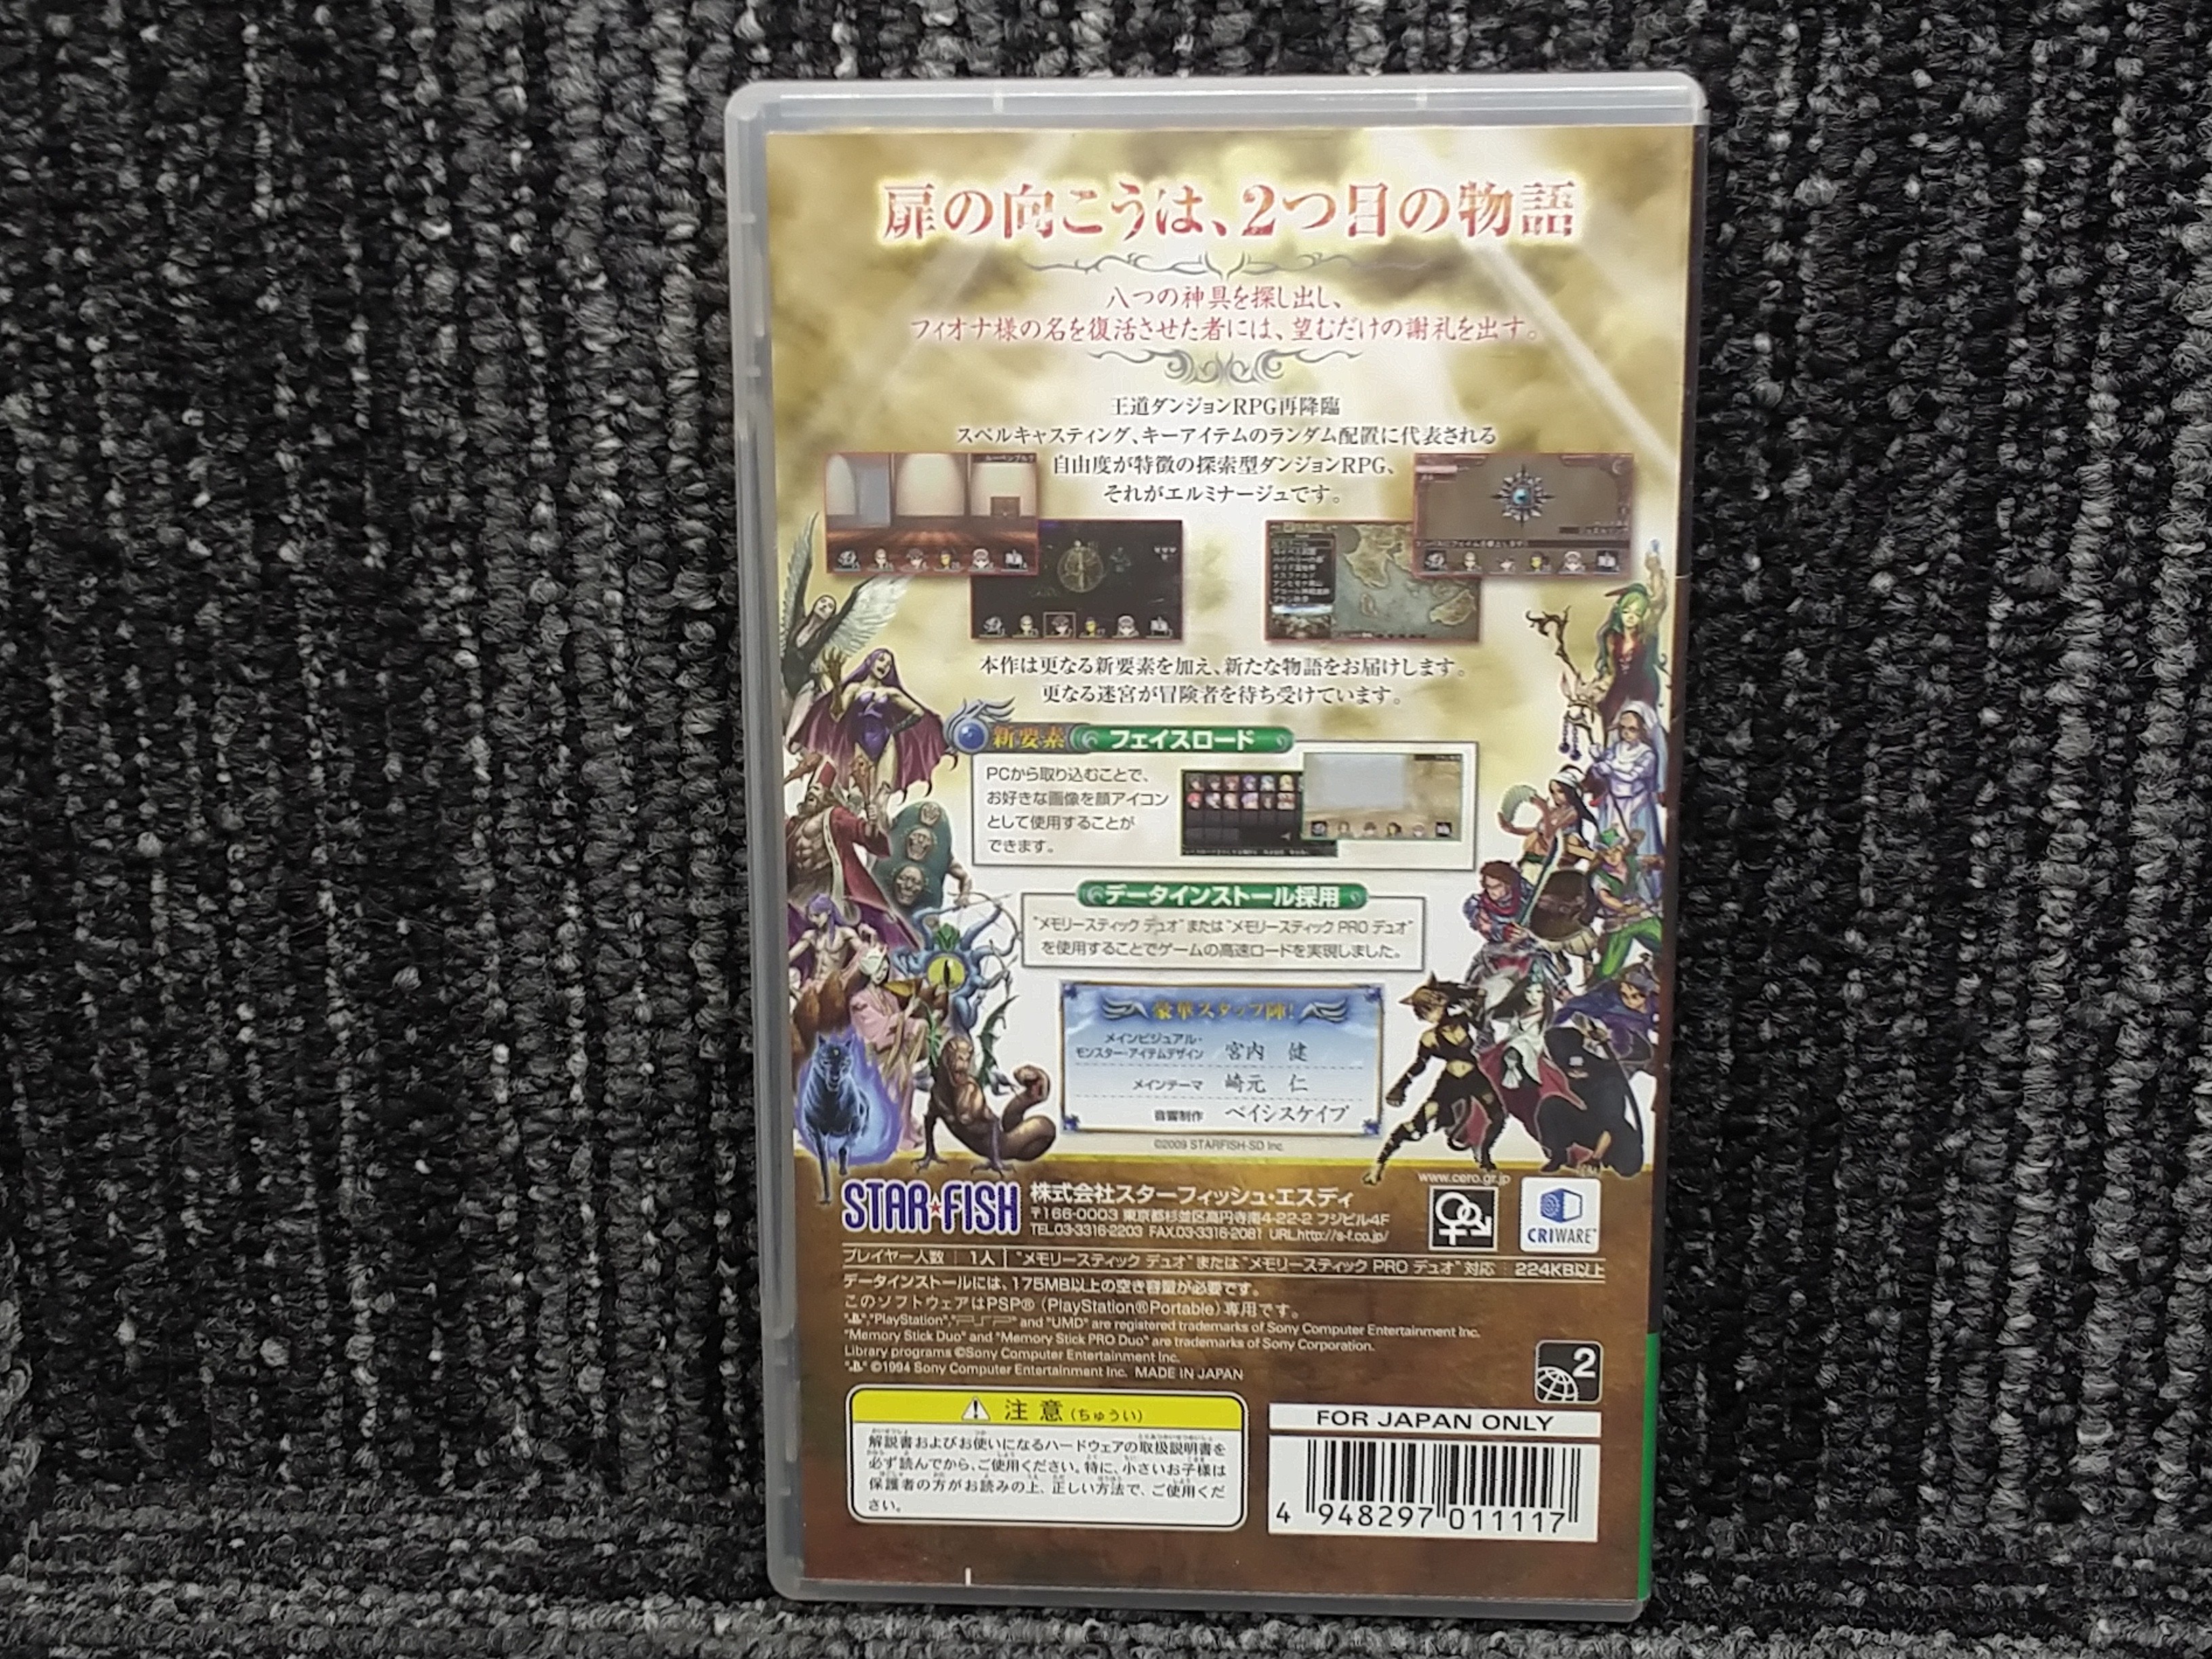 扉の向こうは、2つ目の物語
八つの神具を探し出し、
フィオナ様の名を復活させた者には、望むだけの謝礼を出す。
王道ダンジョンRPG再降臨
スペルキャスティング、キーアイテムのランダム配置に代表される
自由度が特徴の探索型ダンジョンRPG、
それがエルミナージュです。
本作は更なる新要素を加え、新たな物語をお届けします。
更なる迷宮が冒険者を待ち受けています。
新要素 フェイスロード
PCから取り込むことで、
お好きな画像を顔アイコン
として使用することが
できます。
データインストール採用
"メモリースティック デュオ"または"メモリースティック PRO デュオ"
を使用することでゲームの高速ロードを実現しました。
豪華スタッフ陣!
メインビジュアル・
モンスター・アイテムデザイン 宮内 健
メインテーマ 崎元 仁
音響制作 ベイシスケイプ
©2009 STARFISH-SD Inc.
STAR★FISH
株式会社スターフィッシュ・エスディ
〒166-0003 東京都杉並区高円寺南4-22-2 フジビル4F
TEL.03-3316-2203 FAX.03-3316-2081 URL.http://s-f.co.jp/
www.cero.gr.jp
CRIWARE™
プレイヤー人数 1人 "メモリースティック デュオ"または"メモリースティック PRO デュオ"対応 224KB以上
データインストールには、175MB以上の空き容量が必要です。
このソフトウェアはPSP®（PlayStation®Portable）専用です。
"PlayStation", "PSP" and "UMD" are registered trademarks of Sony Computer Entertainment Inc.
"Memory Stick Duo" and "Memory Stick PRO Duo" are trademarks of Sony Corporation.
Library programs ©Sony Computer Entertainment Inc.
©1994 Sony Computer Entertainment Inc. MADE IN JAPAN
2
注意（ちゅうい）
解説書およびお使いになるハードウェアの取扱説明書を
必ず読んでから、ご使用ください。特に、小さいお子様は
保護者の方がお読みの上、正しい方法で、ご使用くだ
さい。
FOR JAPAN ONLY
4 948297 011117